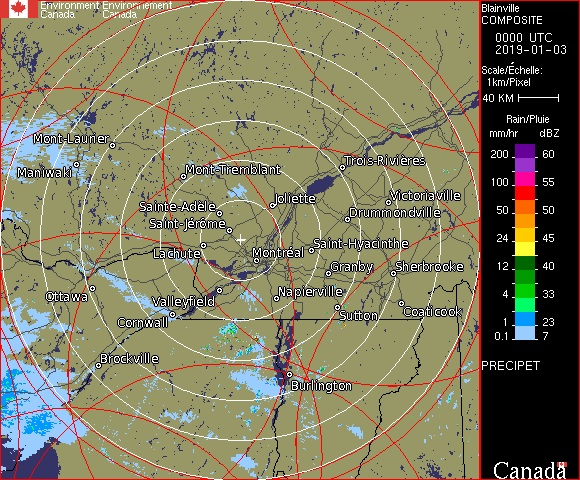 Environment Environnement
Canada Canada
Blainville
COMPOSITE
0000 UTC
2019-01-03
Scale/Échelle:
1km/Pixel
40 KM
Rain/Pluie
mm/hr dBZ
200 60
100 55
50 50
24 45
12 40
4 33
1 23
0.1 7
PRECIPET
Canada
Mont-Laurier
Maniwaki
Mont-Tremblant
Trois-Rivières
Joliette
Victoriaville
Sainte-Adèle
Drummondville
Saint-Jérôme
Lachute
Montréal
Saint-Hyacinthe
Granby
Sherbrooke
Ottawa
Valleyfield
Napierville
Cornwall
Sutton
Coaticook
Brockville
Burlington